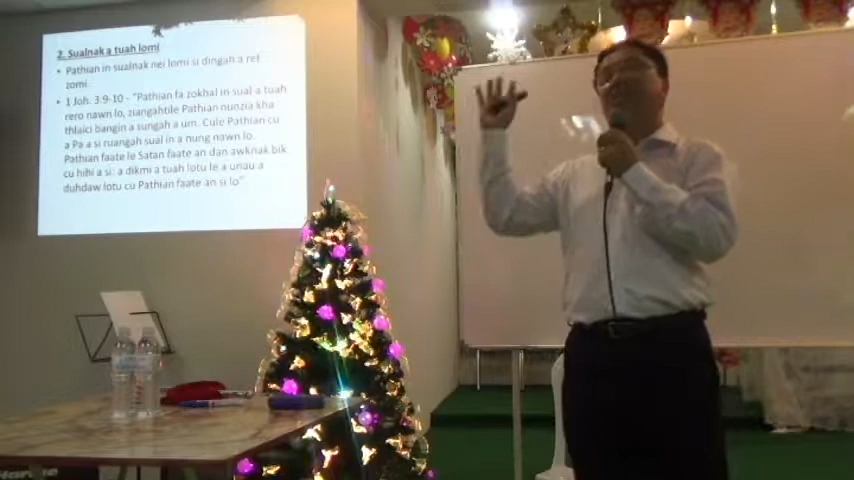 2. Sualnak a tuah lomi
• Pathian in sualnak nei lomi si dingah a ret
zomi.
• 1 Joh. 3:9-10 - "Pathian fa zokhal in sual a tuah
rero nawn lo, ziangahtile Pathian nunzia kha
thlaici bangin a sungah a um. Cule Pathian cu
a Pa a si ruangah sual in a nung nawn lo.
Pathian faate le Satan faate an dan awknak bik
cu hihi a si: a dikmi a tuah lotu le a unau a
duhdaw lotu cu Pathian faate an si lo"